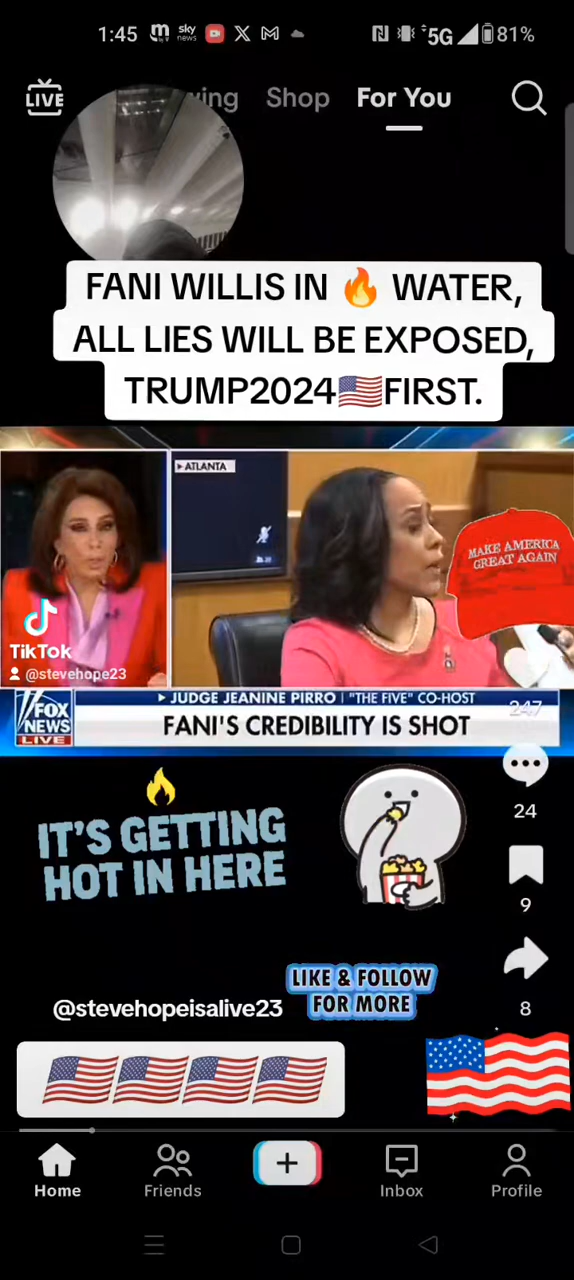 1:45 sky news X 5G 81%
LIVE Shop For You
FANI WILLIS IN 🔥 WATER,
ALL LIES WILL BE EXPOSED,
TRUMP2024🇺🇸FIRST.
ATLANTA
MAKE AMERICA
GREAT AGAIN
TikTok
@stevehope23
JUDGE JEANINE PIRRO | "THE FIVE" CO-HOST
FOX
NEWS
LIVE
FANI'S CREDIBILITY IS SHOT
247
24
IT'S GETTING
HOT IN HERE
9
LIKE & FOLLOW
FOR MORE
@stevehopeisalive23
8
Home Friends Inbox Profile